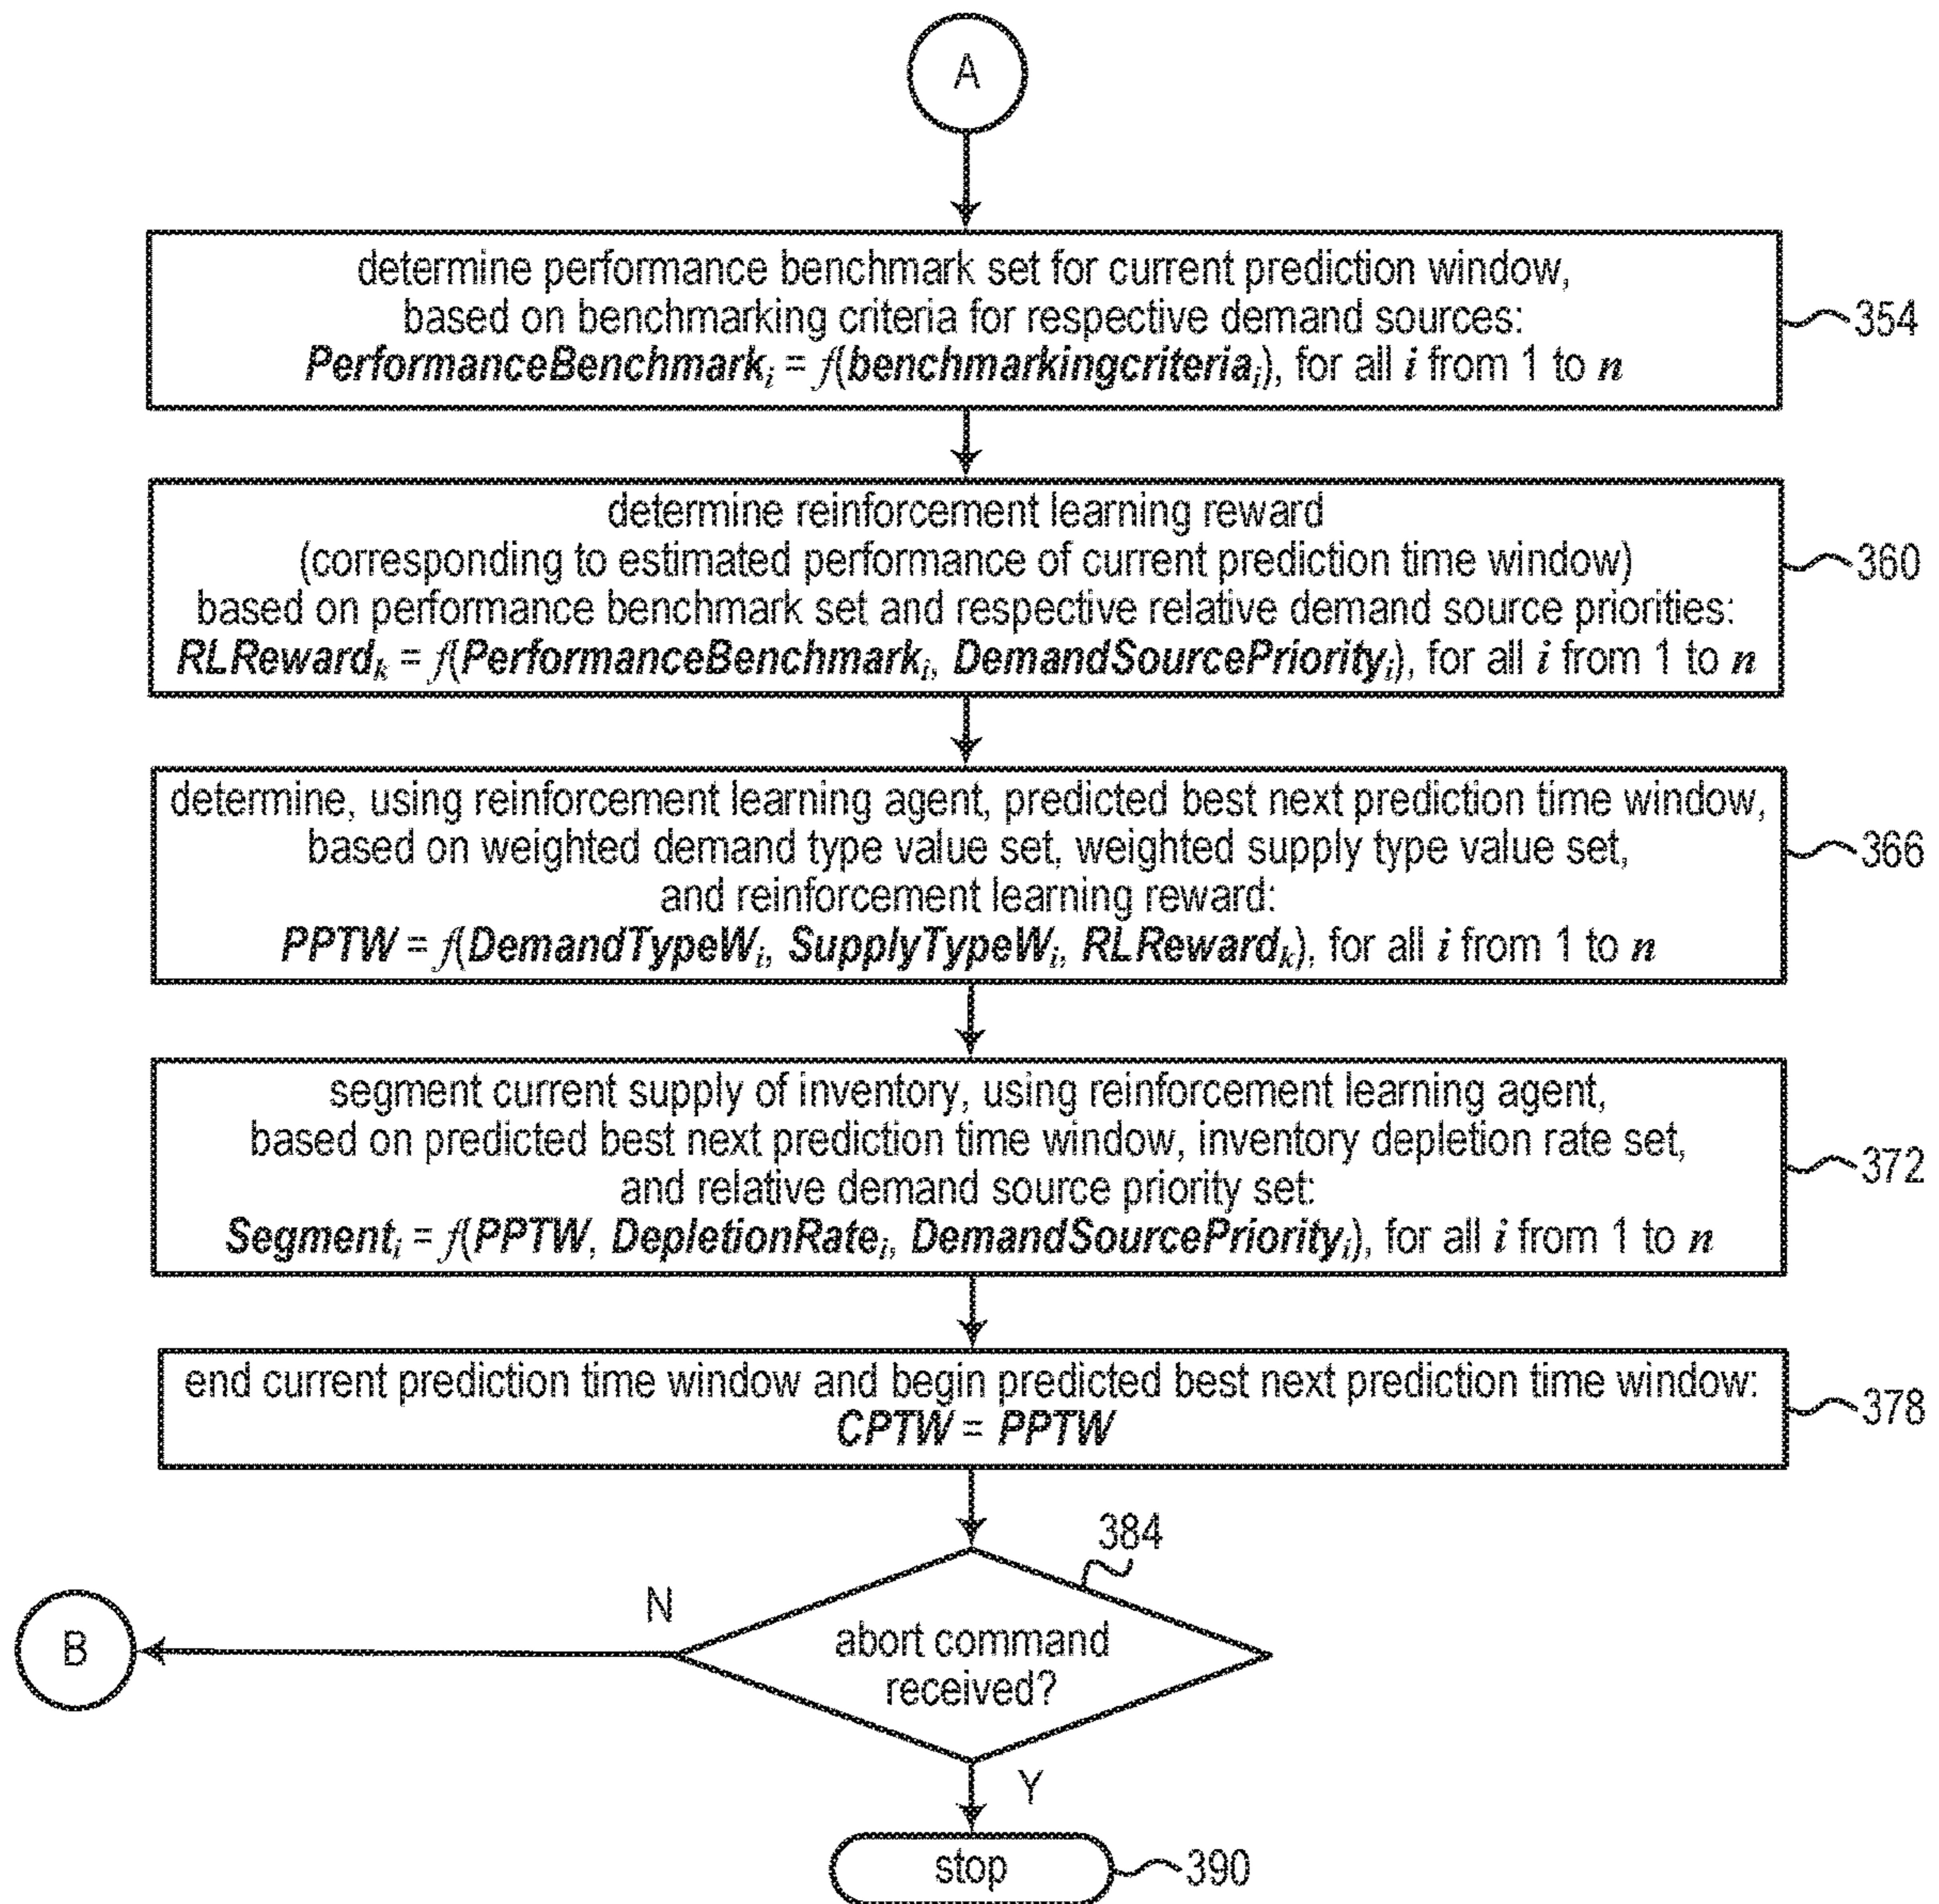 A
determine performance benchmark set for current prediction window,
based on benchmarking criteria for respective demand sources:
PerformanceBenchmarkᵢ = f(benchmarkingcriteriaᵢ), for all i from 1 to n
354
determine reinforcement learning reward
(corresponding to estimated performance of current prediction time window)
based on performance benchmark set and respective relative demand source priorities:
RLRewardₖ = f(PerformanceBenchmarkᵢ, DemandSourcePriorityᵢ), for all i from 1 to n
360
determine, using reinforcement learning agent, predicted best next prediction time window,
based on weighted demand type value set, weighted supply type value set,
and reinforcement learning reward:
PPTW = f(DemandTypeWᵢ, SupplyTypeWᵢ, RLRewardₖ), for all i from 1 to n
366
segment current supply of inventory, using reinforcement learning agent,
based on predicted best next prediction time window, inventory depletion rate set,
and relative demand source priority set:
Segmentᵢ = f(PPTW, DepletionRateᵢ, DemandSourcePriorityᵢ), for all i from 1 to n
372
end current prediction time window and begin predicted best next prediction time window:
CPTW = PPTW
378
384
N
B
abort command
received?
Y
stop
390